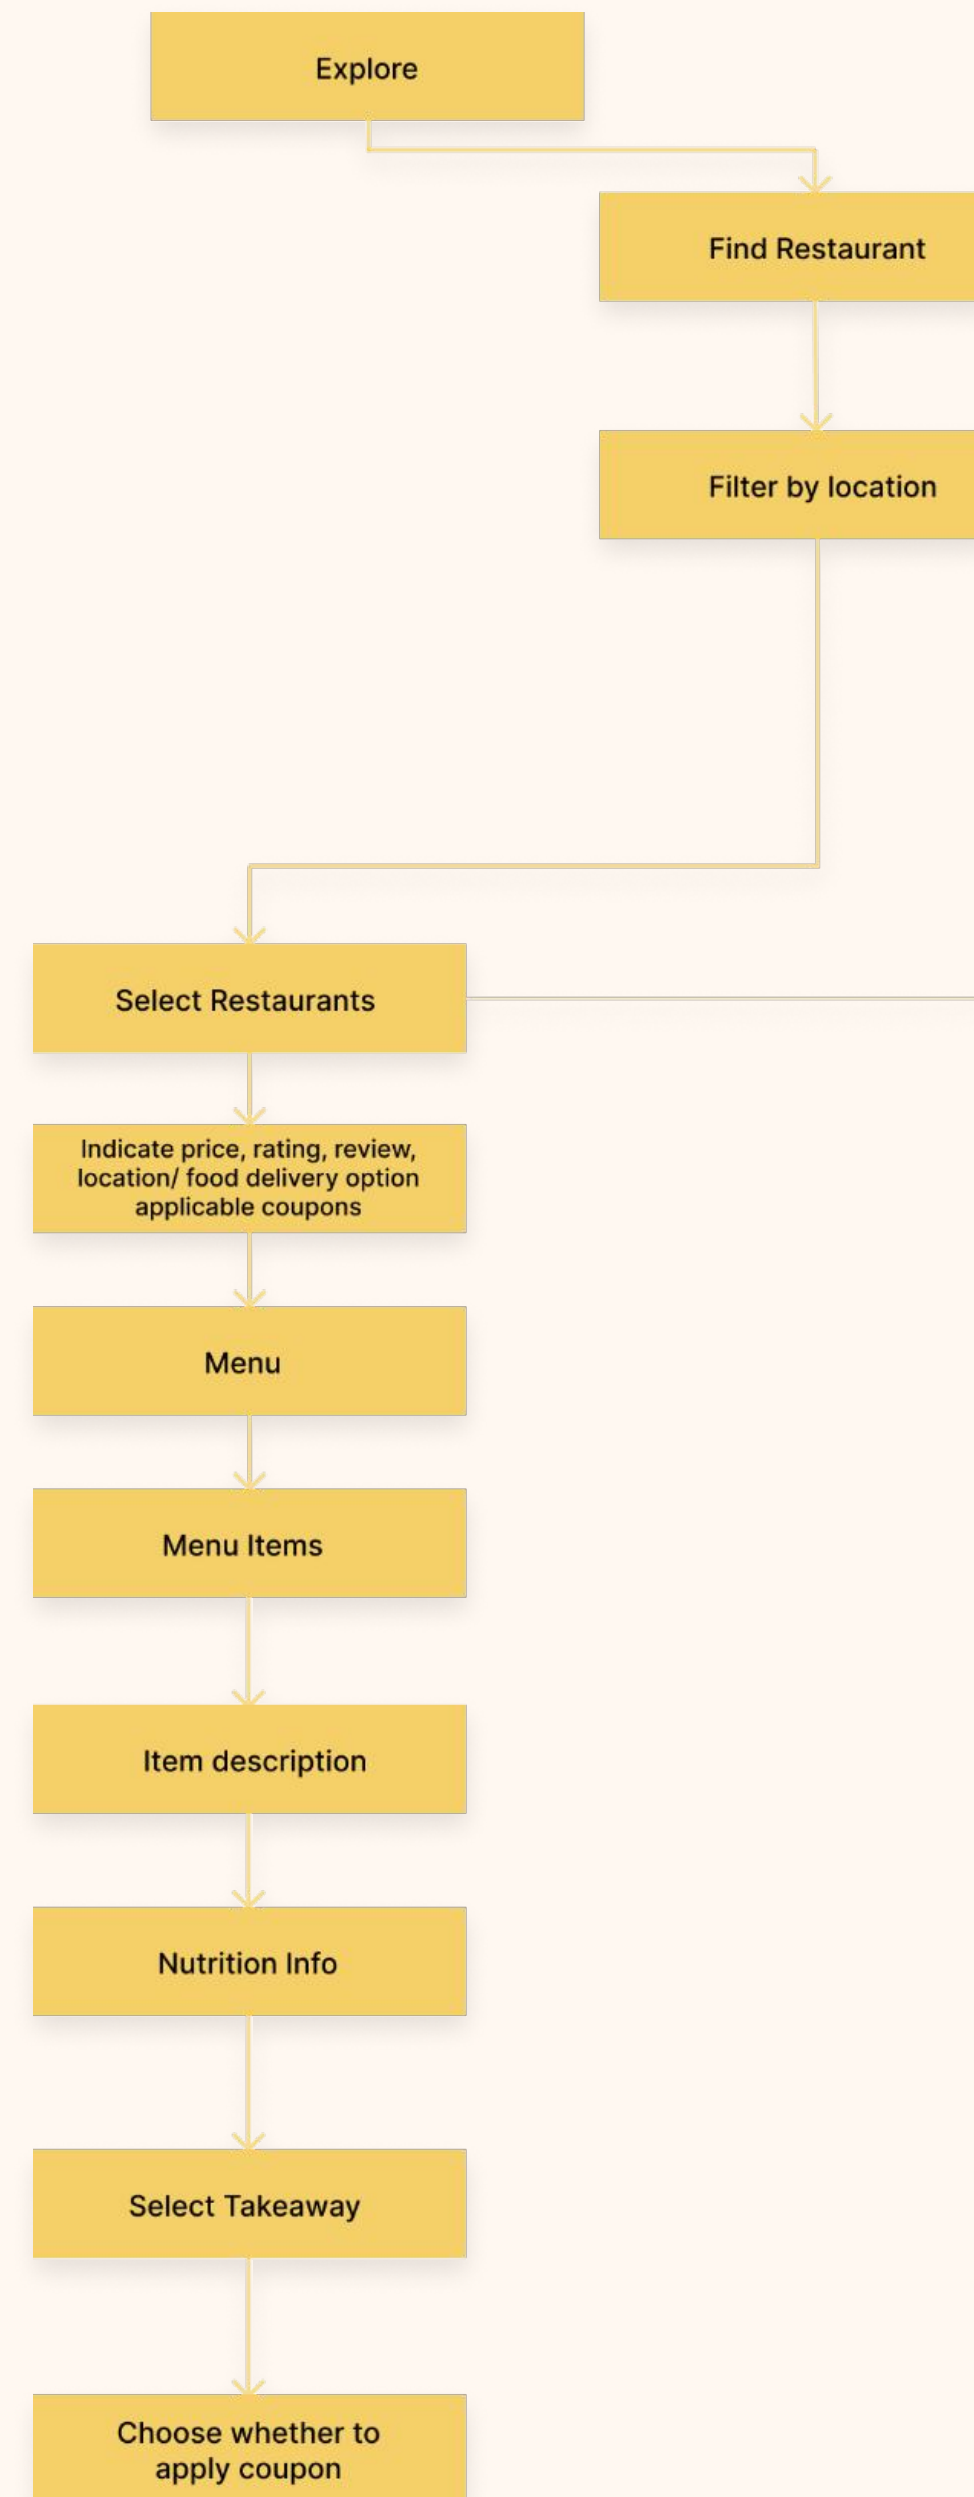 Explore
Find Restaurant
Filter by location
Select Restaurants
Indicate price, rating, review,
location/ food delivery option
applicable coupons
Menu
Menu Items
Item description
Nutrition Info
Select Takeaway
Choose whether to
apply coupon